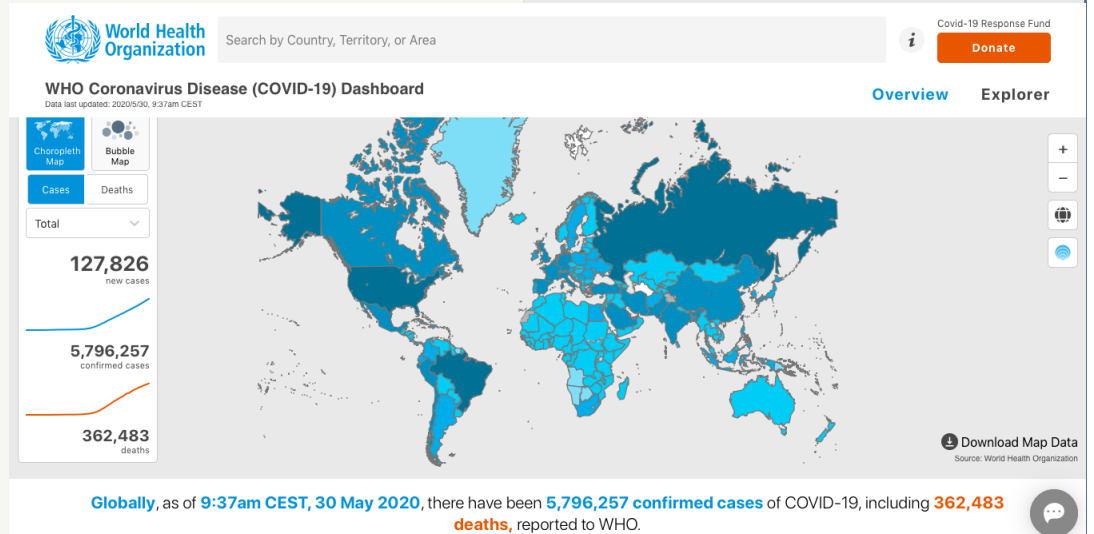 World Health
Organization
Search by Country, Territory, or Area
i
Covid-19 Response Fund
Donate
WHO Coronavirus Disease (COVID-19) Dashboard
Data last updated: 2020/5/30, 9:37am CEST
Overview
Explorer
Choropleth
Map
Bubble
Map
Cases
Deaths
Total
127,826
new cases
5,796,257
confirmed cases
362,483
deaths
+
−
Download Map Data
Source: World Health Organization
Globally, as of 9:37am CEST, 30 May 2020, there have been 5,796,257 confirmed cases of COVID-19, including 362,483
deaths, reported to WHO.